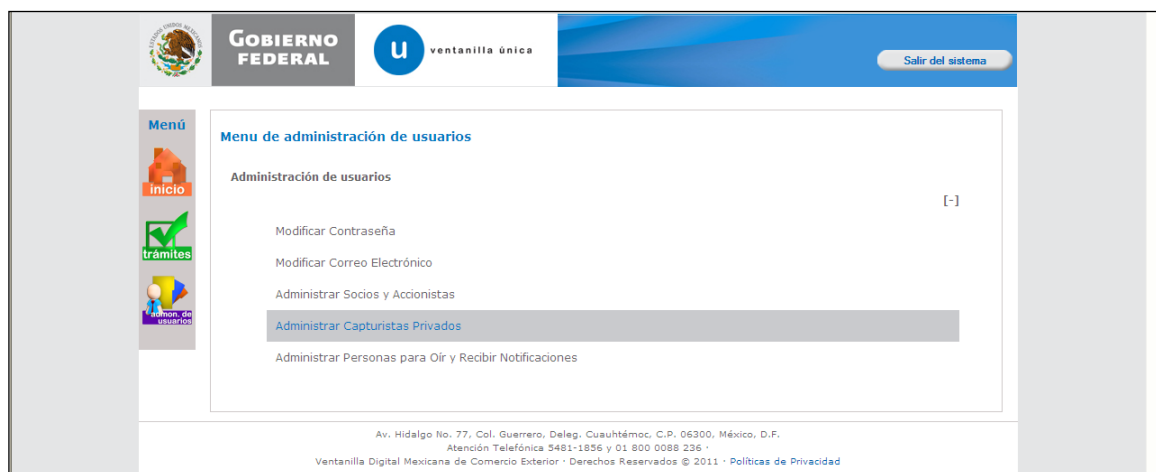 ESTADOS UNIDOS MEXICANOS
GOBIERNO
FEDERAL
u
ventanilla única
Salir del sistema
Menú
inicio
trámites
admon. de
usuarios
Menu de administración de usuarios
Administración de usuarios
[-]
Modificar Contraseña
Modificar Correo Electrónico
Administrar Socios y Accionistas
Administrar Capturistas Privados
Administrar Personas para Oír y Recibir Notificaciones
Av. Hidalgo No. 77, Col. Guerrero, Deleg. Cuauhtémoc, C.P. 06300, México, D.F.
Atención Telefónica 5481-1856 y 01 800 0088 236 ·
Ventanilla Digital Mexicana de Comercio Exterior · Derechos Reservados © 2011 · Políticas de Privacidad